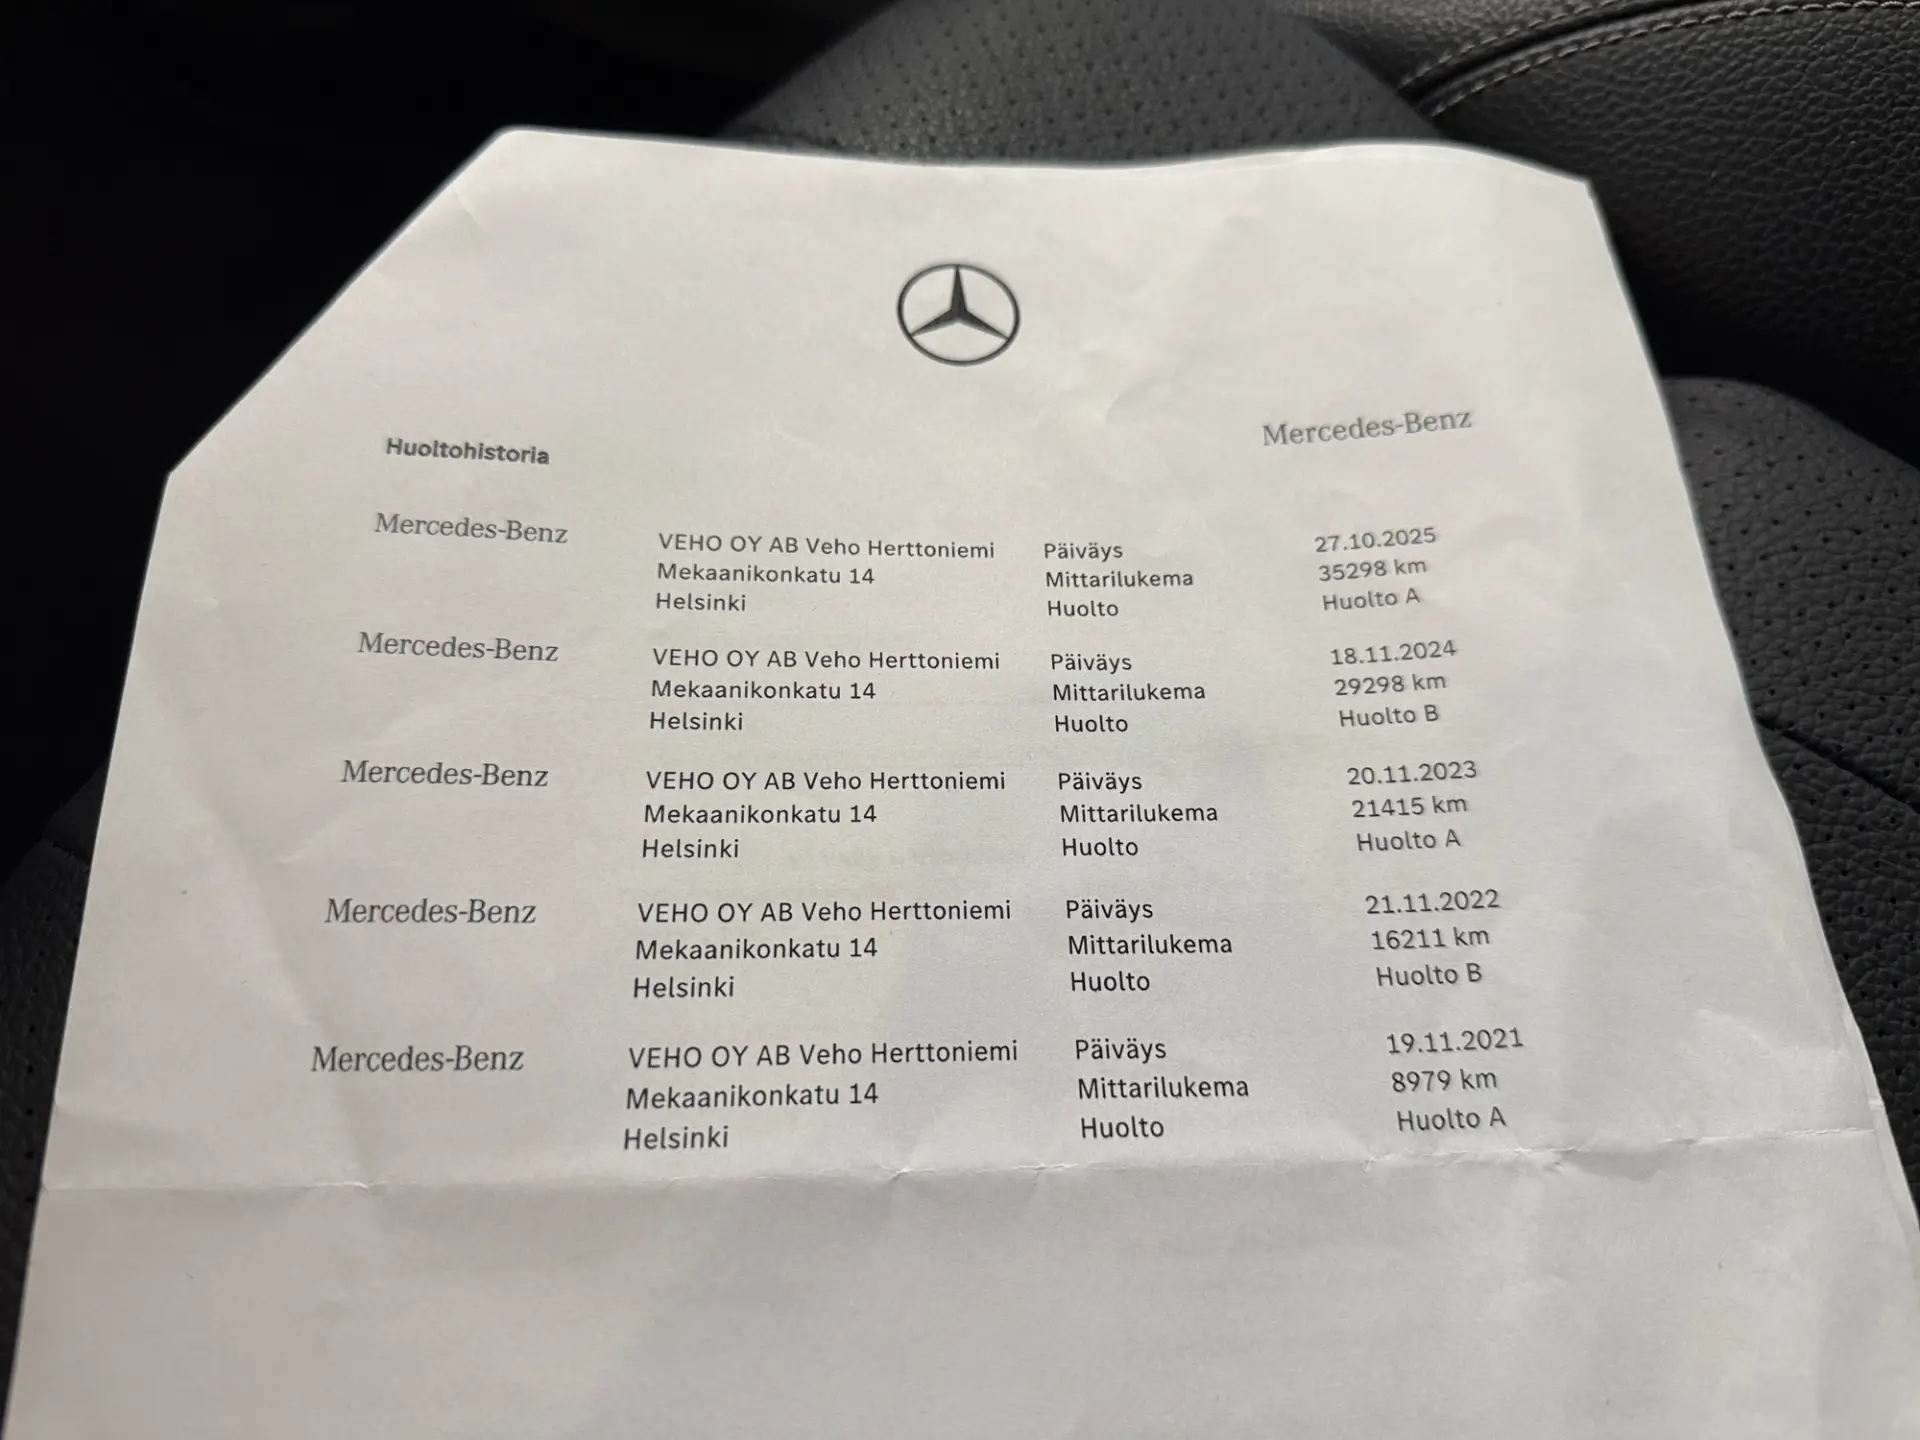 Mercedes-Benz
Huoltohistoria
Mercedes-Benz VEHO OY AB Veho Herttoniemi Päiväys 27.10.2025
Mekaanikonkatu 14 Mittarilukema 35298 km
Helsinki Huolto Huolto A
Mercedes-Benz VEHO OY AB Veho Herttoniemi Päiväys 18.11.2024
Mekaanikonkatu 14 Mittarilukema 29298 km
Helsinki Huolto Huolto B
Mercedes-Benz VEHO OY AB Veho Herttoniemi Päiväys 20.11.2023
Mekaanikonkatu 14 Mittarilukema 21415 km
Helsinki Huolto Huolto A
Mercedes-Benz VEHO OY AB Veho Herttoniemi Päiväys 21.11.2022
Mekaanikonkatu 14 Mittarilukema 16211 km
Helsinki Huolto Huolto B
Mercedes-Benz VEHO OY AB Veho Herttoniemi Päiväys 19.11.2021
Mekaanikonkatu 14 Mittarilukema 8979 km
Helsinki Huolto Huolto A